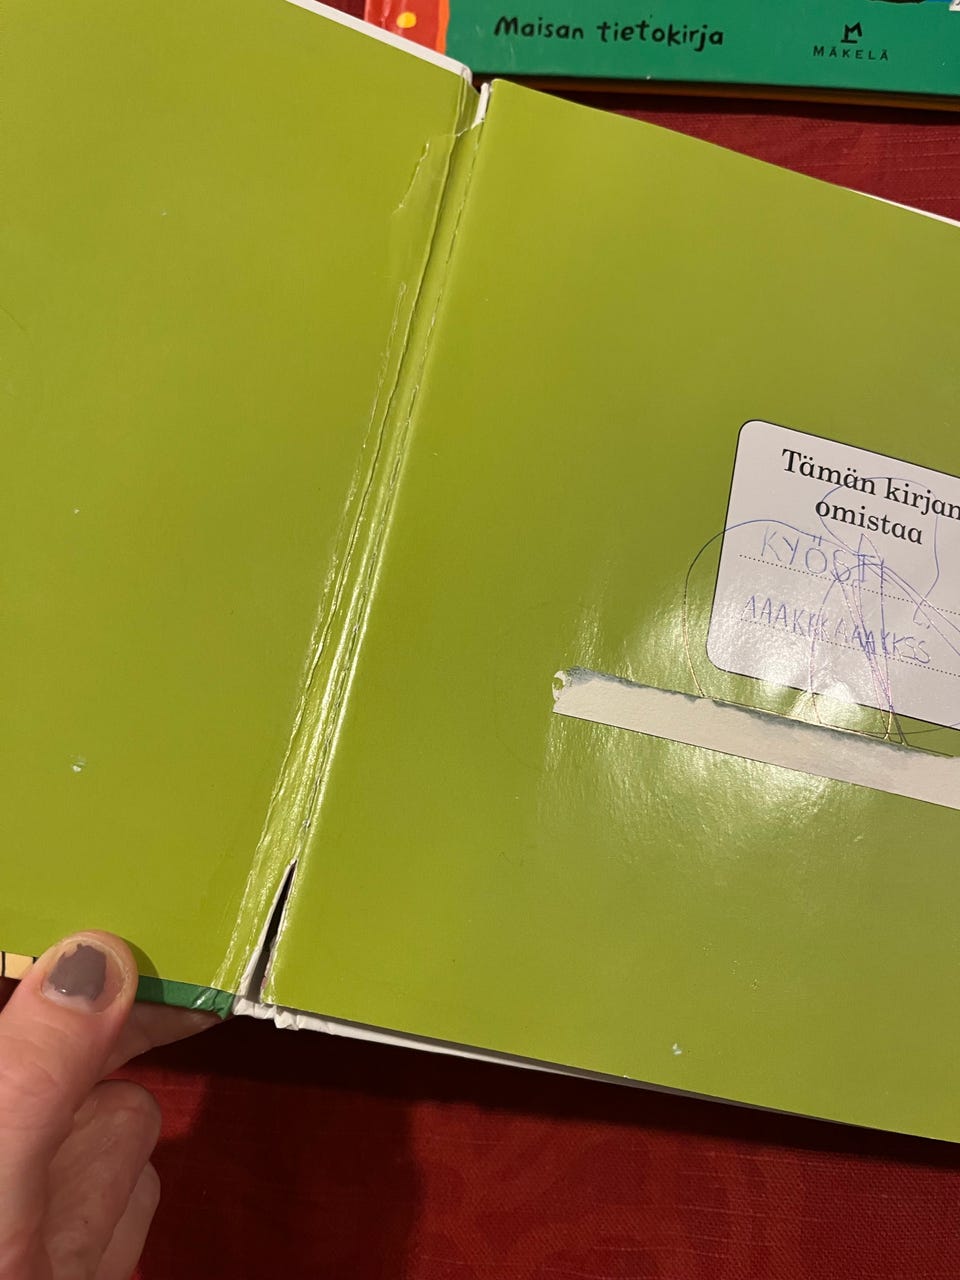 Maisan tietokirja
MÄKELÄ
Tämän kirjan
omistaa
KYÖSTI
AAAKKKAAAKKSS